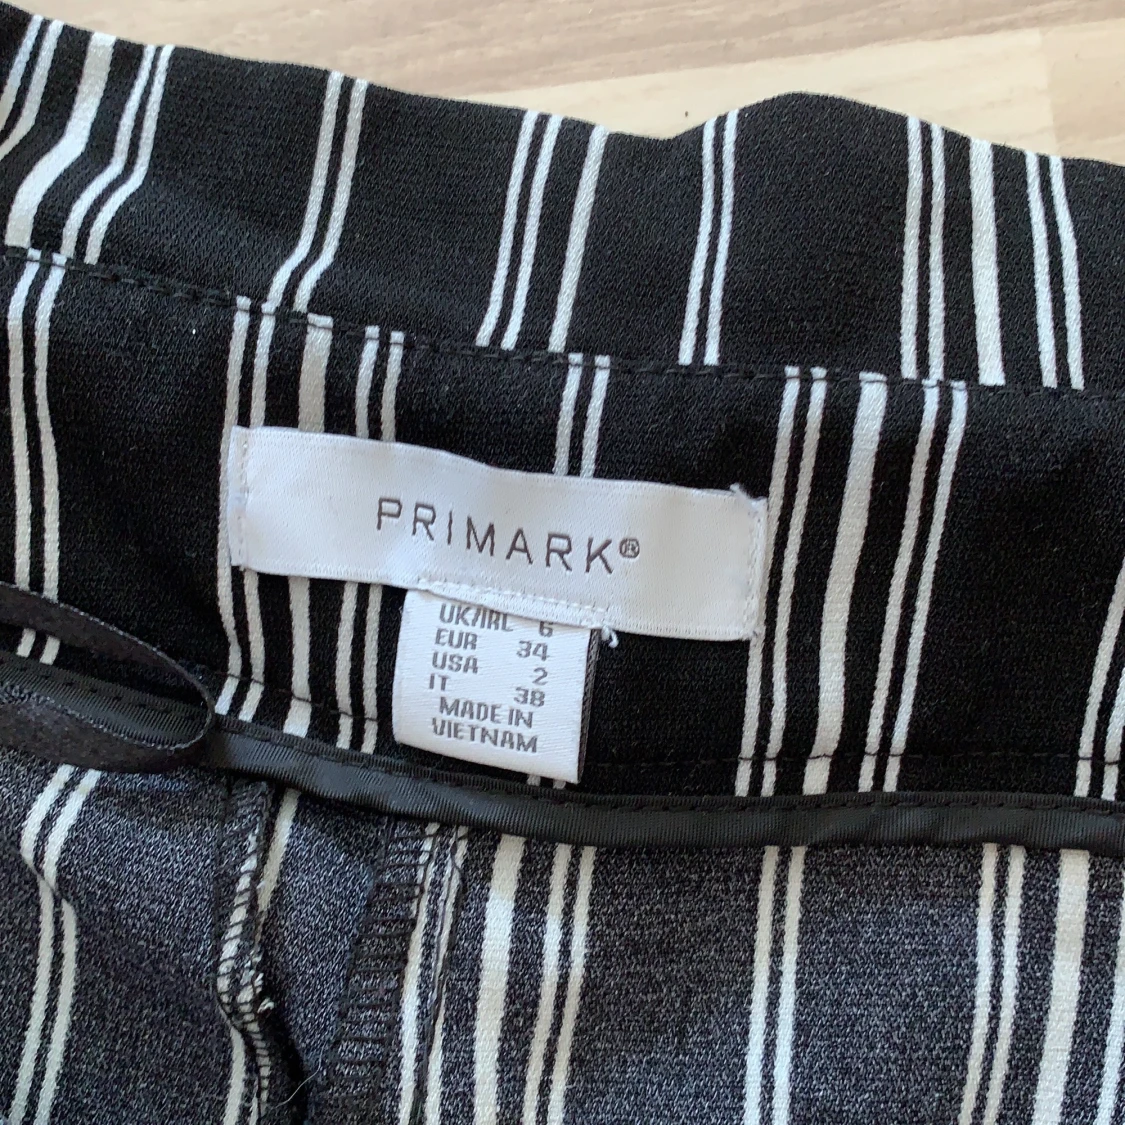 PRIMARK®
UK/IRL 6
EUR 34
USA 2
IT 38
MADE IN
VIETNAM